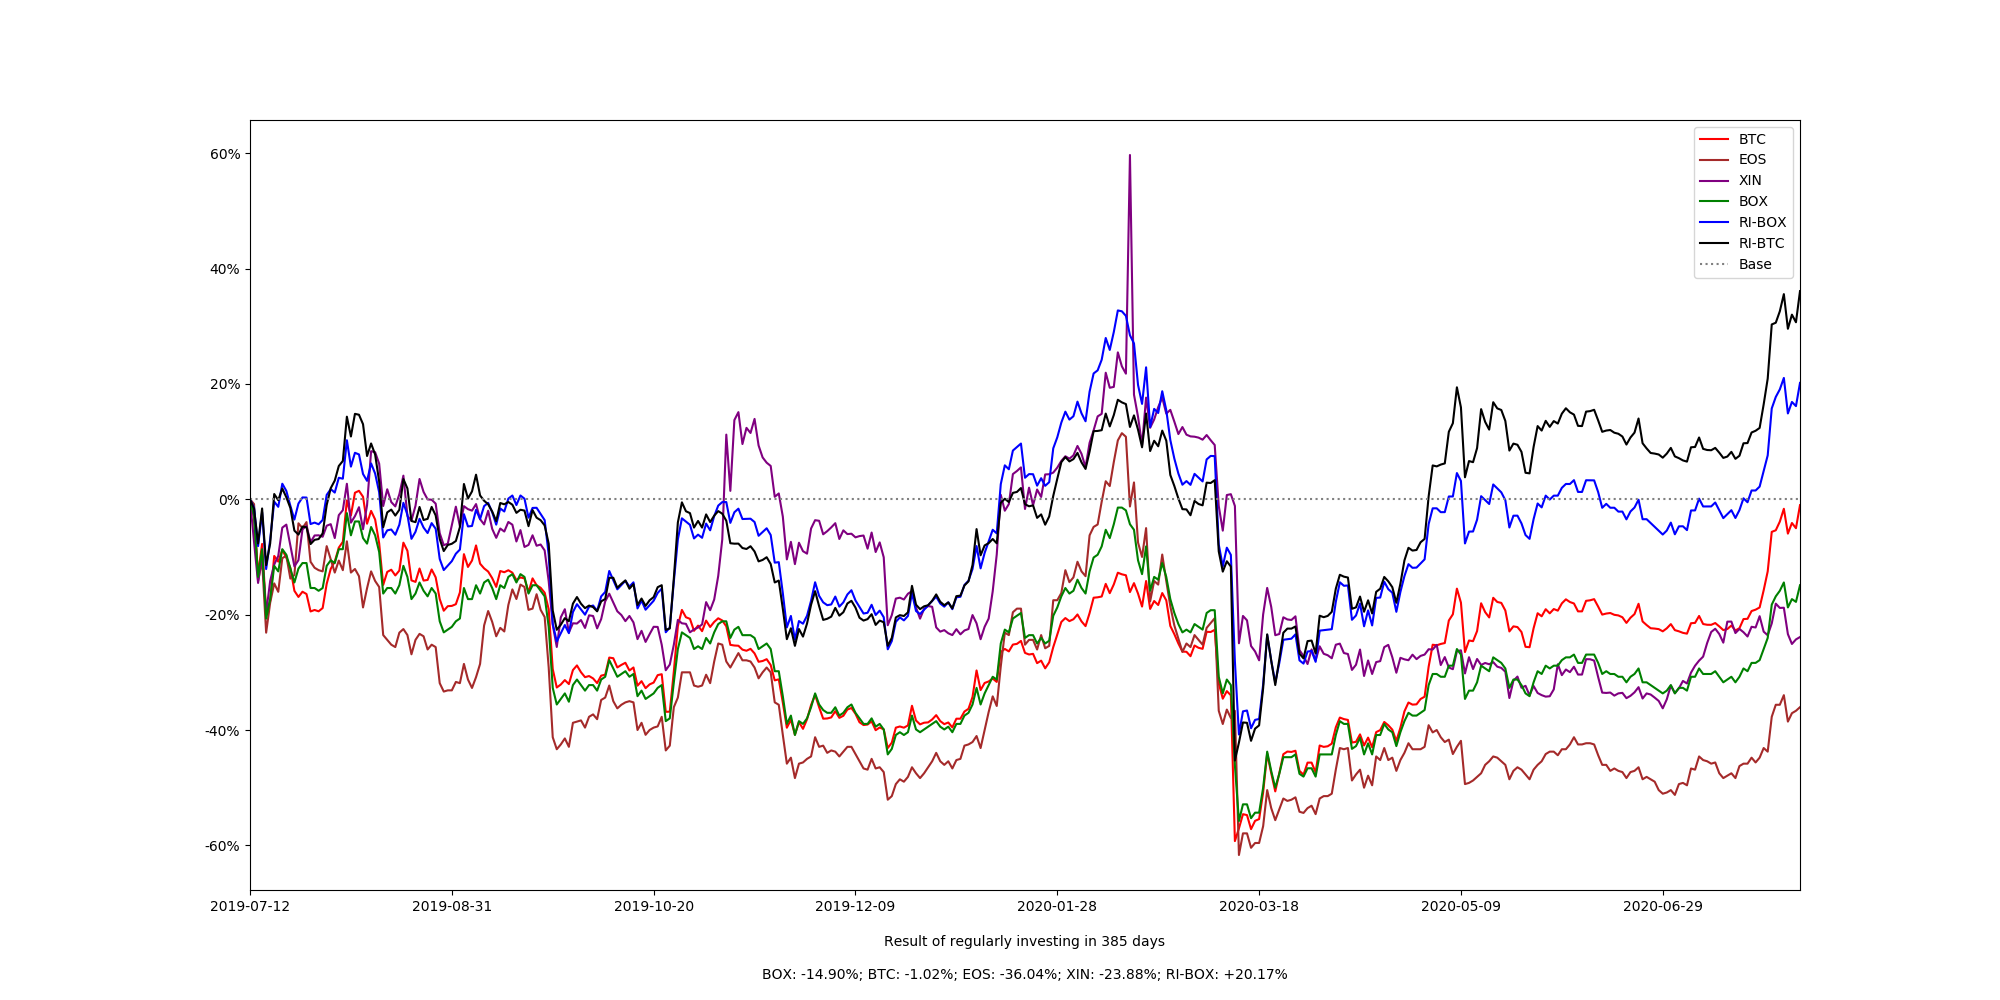 60%
40%
20%
0%
-20%
-40%
-60%
BTC
EOS
XIN
BOX
RI-BOX
RI-BTC
Base
2019-07-12 2019-08-31 2019-10-20 2019-12-09 2020-01-28 2020-03-18 2020-05-09 2020-06-29
Result of regularly investing in 385 days
BOX: -14.90%; BTC: -1.02%; EOS: -36.04%; XIN: -23.88%; RI-BOX: +20.17%